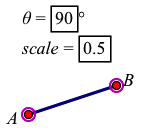 θ = 90°
scale = 0.5
B
A